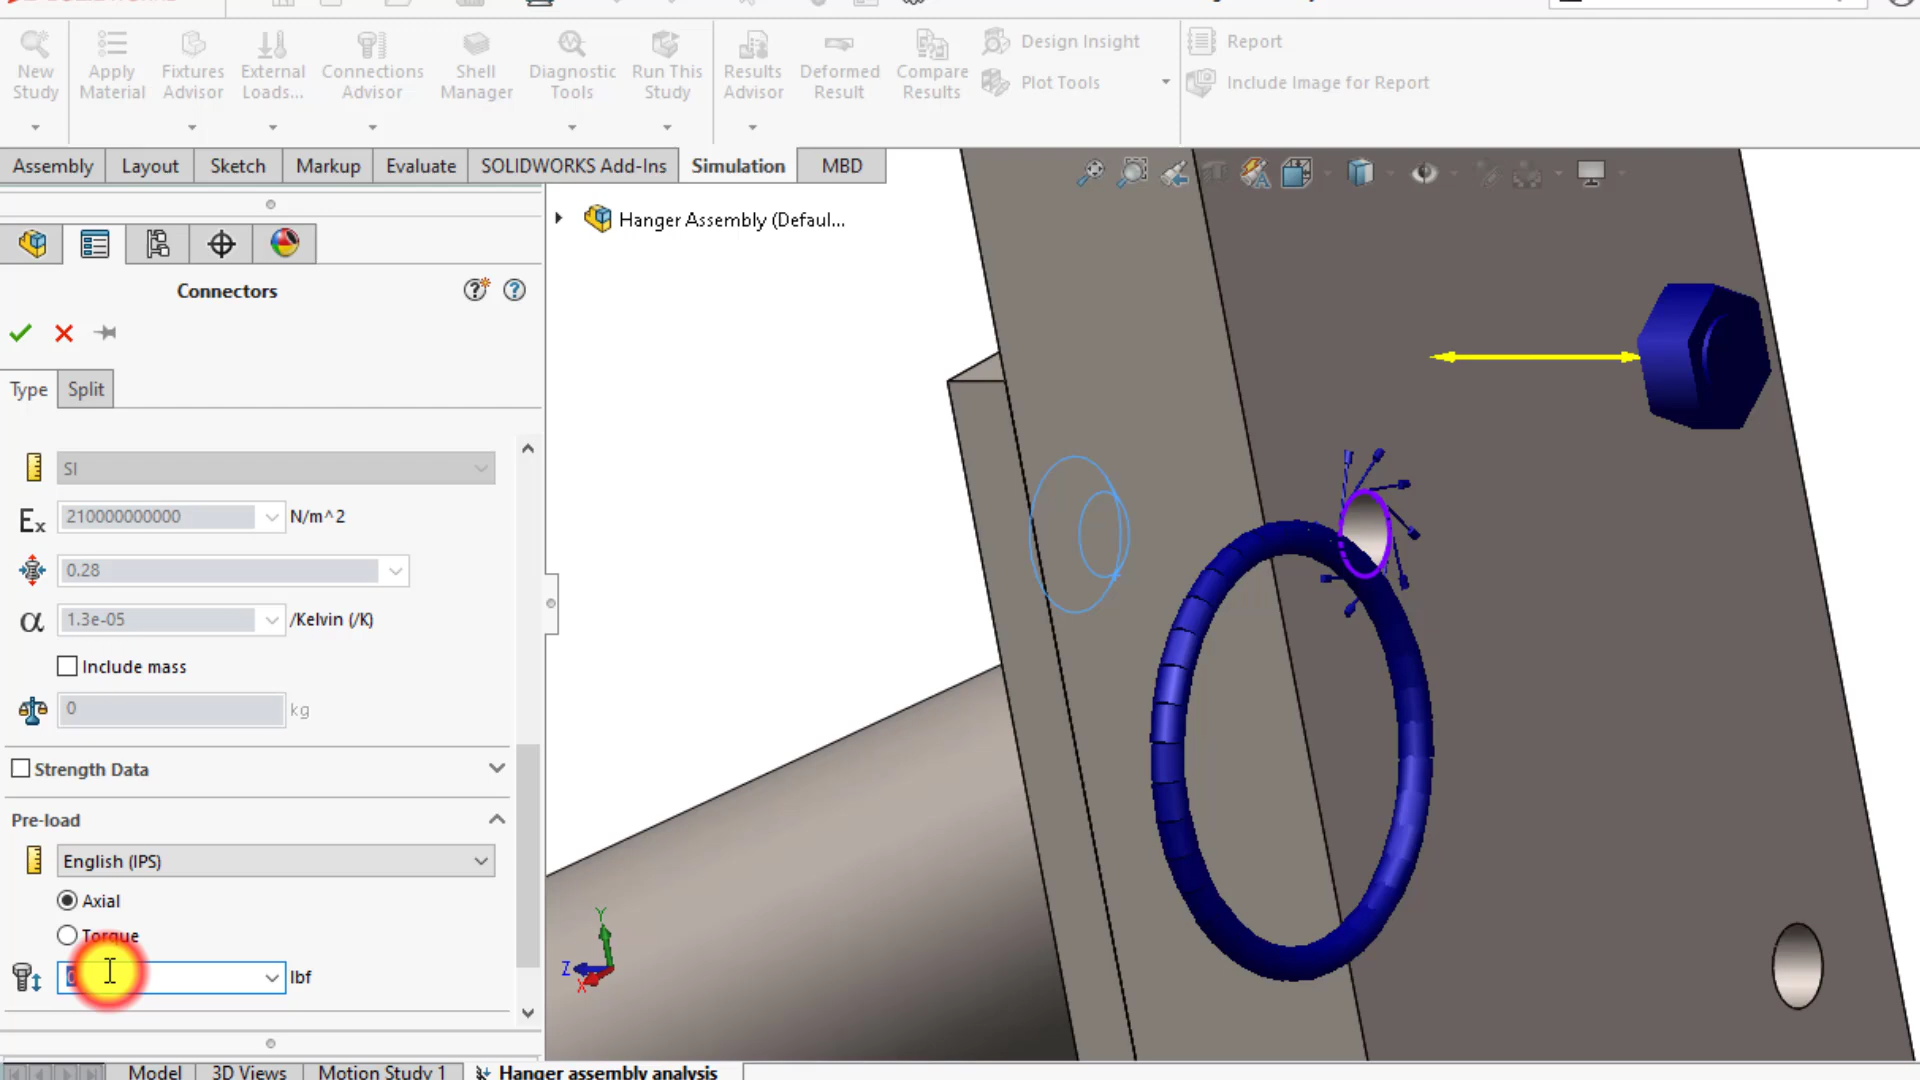 New Study
Apply Material
Fixtures Advisor
External Loads...
Connections Advisor
Shell Manager
Diagnostic Tools
Run This Study
Results Advisor
Deformed Result
Compare Results
Design Insight
Plot Tools
Report
Include Image for Report
Assembly
Layout
Sketch
Markup
Evaluate
SOLIDWORKS Add-Ins
Simulation
MBD
Hanger Assembly (Defaul...
Connectors
Type
Split
SI
Ex
210000000000
N/m^2
0.28
α
1.3e-05
/Kelvin (/K)
Include mass
0
kg
Strength Data
Pre-load
English (IPS)
Axial
Torque
lbf
Y
Z
X
Model
3D Views
Motion Study 1
Hanger assembly analysis